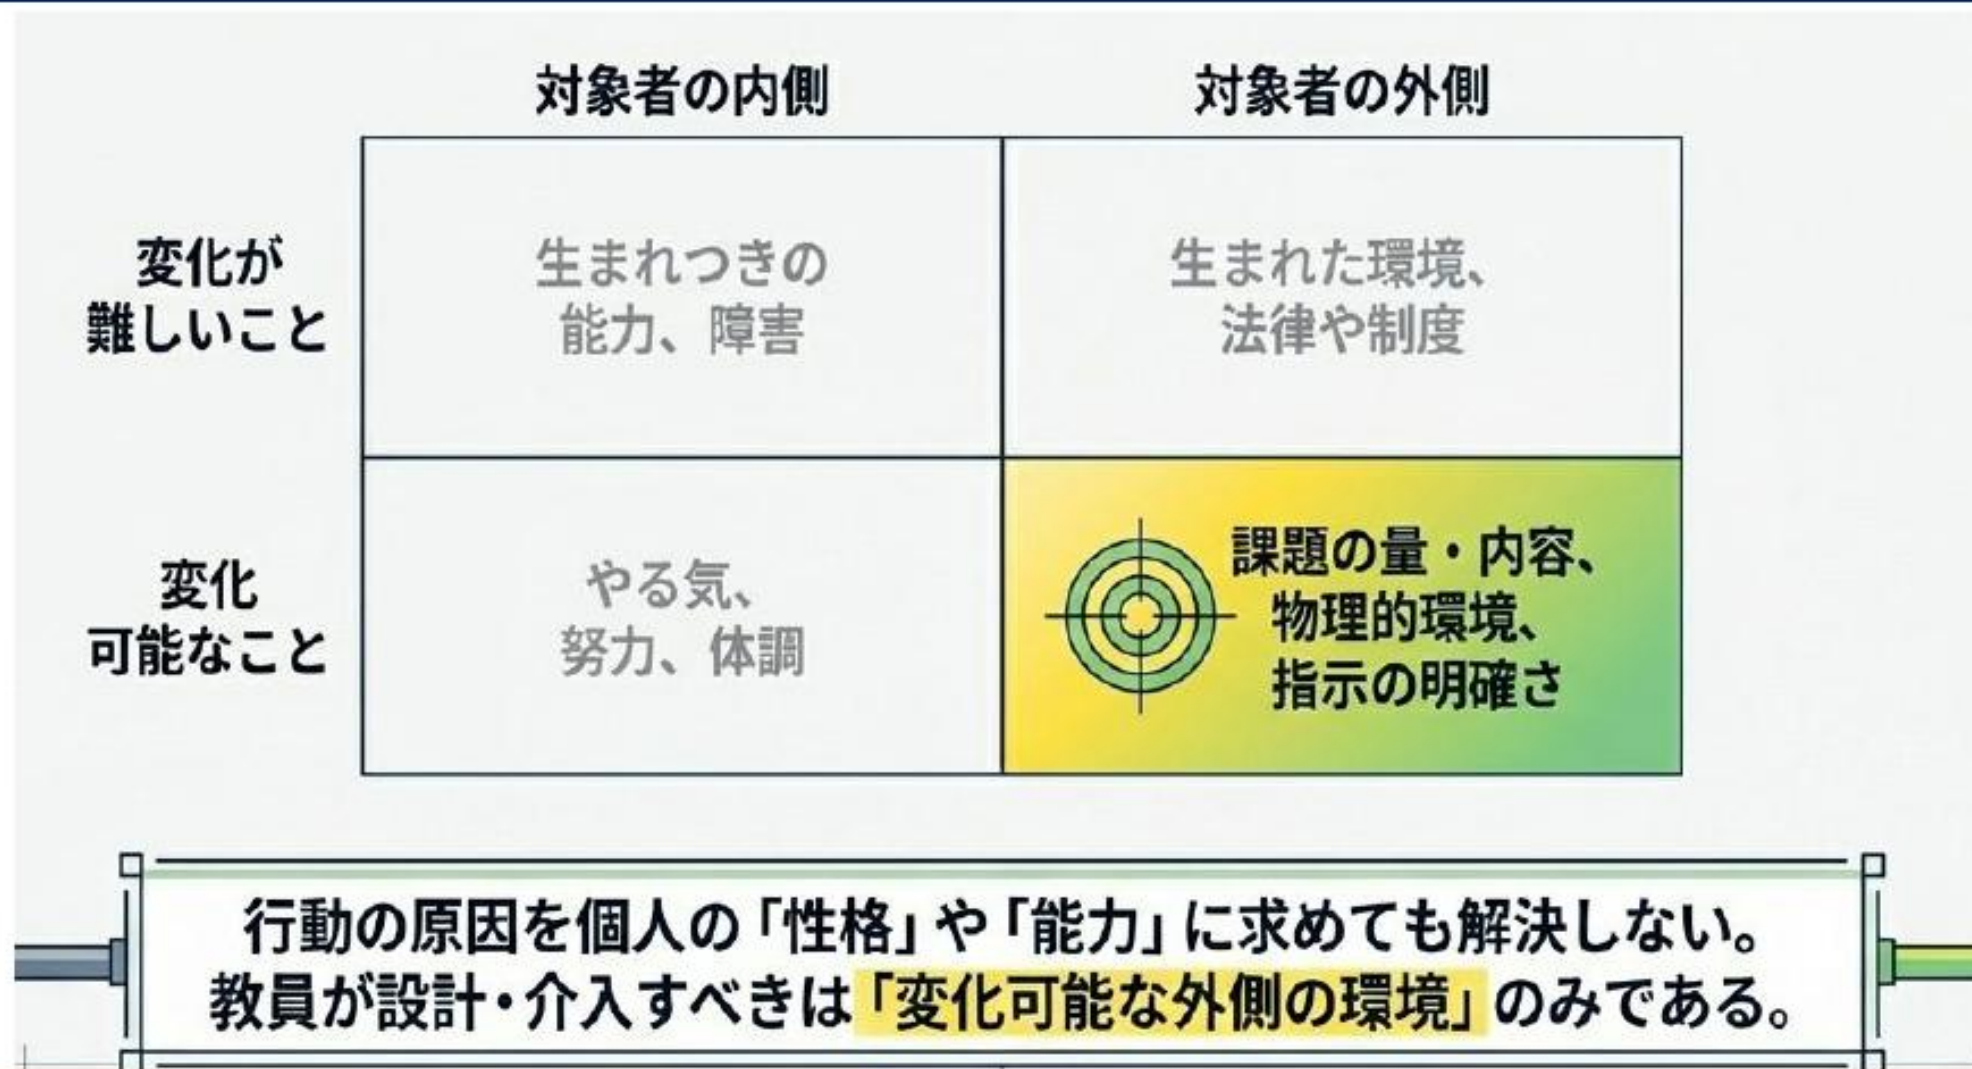 対象者の内側
対象者の外側
変化が
難しいこと
生まれつきの
能力、障害
生まれた環境、
法律や制度
変化
可能なこと
やる気、
努力、体調
課題の量・内容、
物理的環境、
指示の明確さ
行動の原因を個人の「性格」や「能力」に求めても解決しない。
教員が設計・介入すべきは「変化可能な外側の環境」のみである。